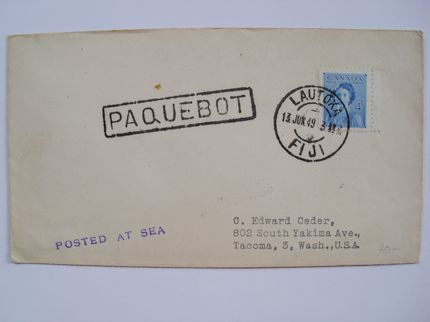 CANADA
4
PAQUEBOT
LAUTOKA
13 JUN 49
FIJI
POSTED AT SEA
C. Edward Ceder,
802 South Yakima Ave.,
Tacoma, 3, Wash.,U.S.A.